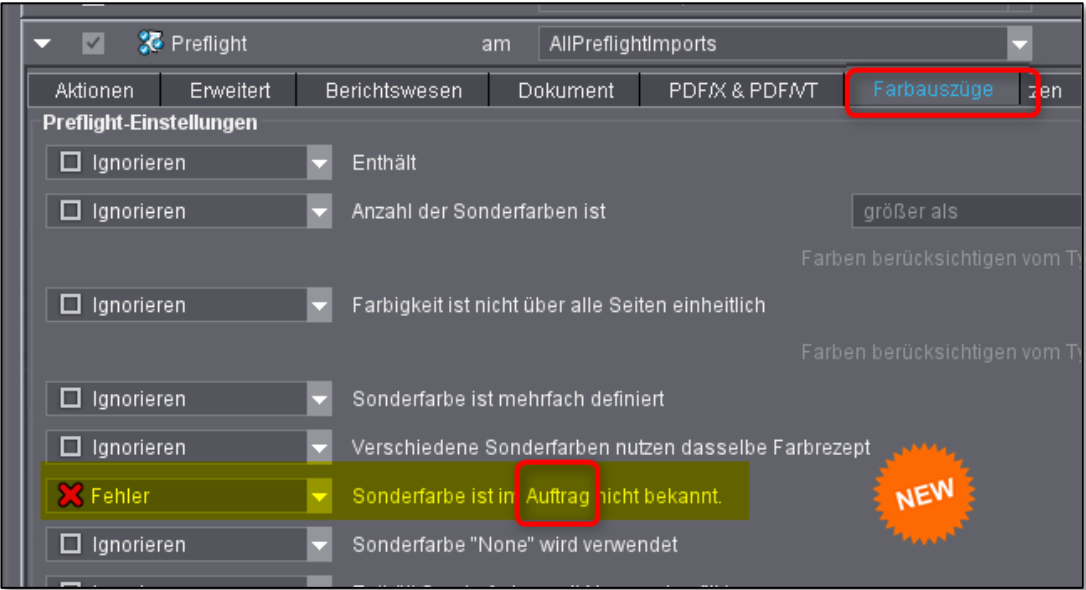 Preflight am AllPreflightImports
Aktionen Erweitert Berichtswesen Dokument PDF/X & PDF/VT Farbauszüge zen
Preflight-Einstellungen
Ignorieren Enthält
Ignorieren Anzahl der Sonderfarben ist größer als
Farben berücksichtigen vom Ty
Ignorieren Farbigkeit ist nicht über alle Seiten einheitlich
Farben berücksichtigen vom Ty
Ignorieren Sonderfarbe ist mehrfach definiert
Ignorieren Verschiedene Sonderfarben nutzen dasselbe Farbrezept
Fehler Sonderfarbe ist im Auftrag nicht bekannt.
NEW
Ignorieren Sonderfarbe "None" wird verwendet